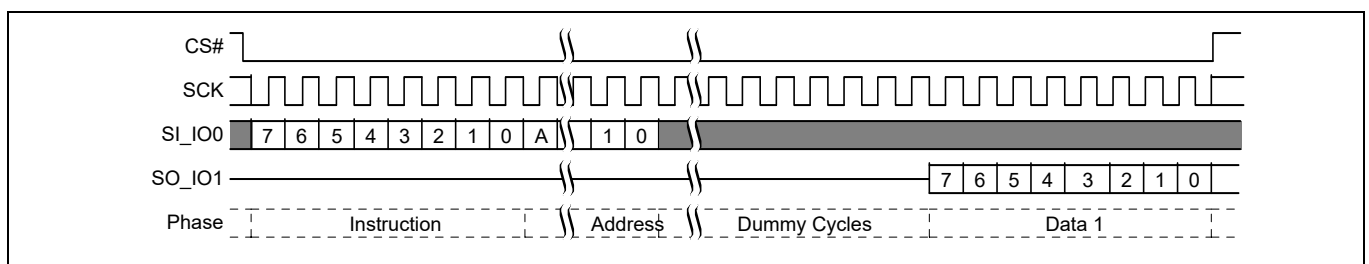 CS#
SCK
SI_IO0 7 6 5 4 3 2 1 0 A 1 0
SO_IO1 7 6 5 4 3 2 1 0
Phase Instruction Address Dummy Cycles Data 1